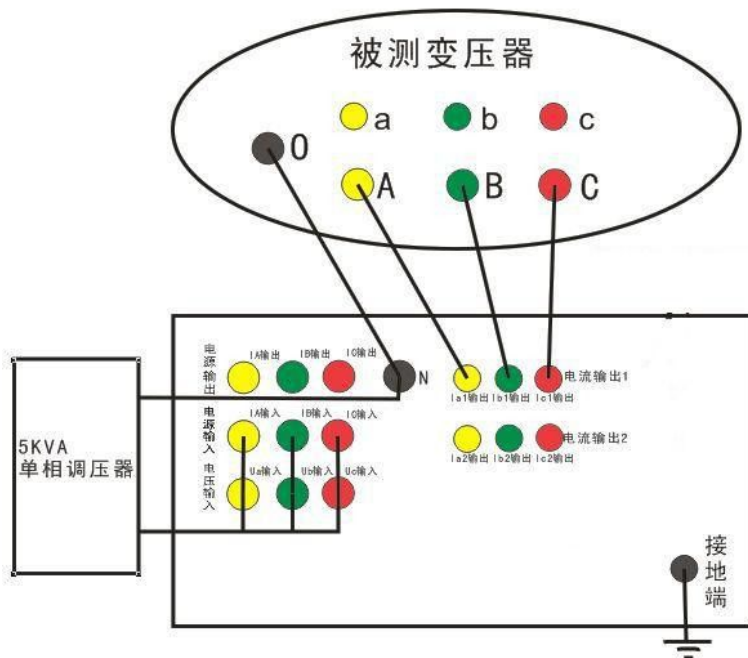 被测变压器
a b c
O
A B C
电源输出
IA输出 IB输出 IC输出
N
电流输出1
Ia1输出 Ib1输出 Ic1输出
电源输入
IA输入 IB输入 IC输入
电流输出2
Ia2输出 Ib2输出 Ic2输出
5KVA
单相调压器
电压输入
Ua输入 Ub输入 Uc输入
接地端